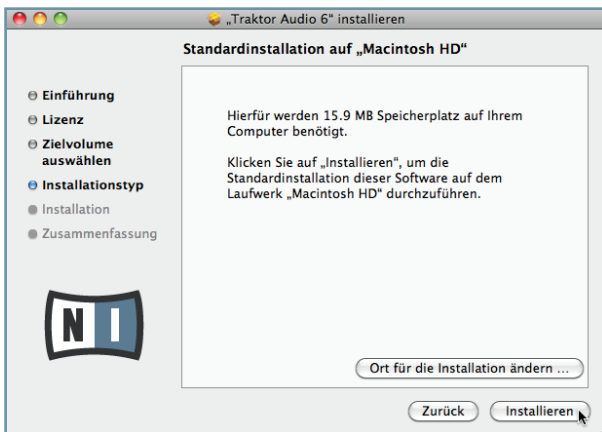 „Traktor Audio 6“ installieren
Standardinstallation auf „Macintosh HD“
Einführung
Lizenz
Zielvolume
auswählen
Installationstyp
Installation
Zusammenfassung
Hierfür werden 15.9 MB Speicherplatz auf Ihrem
Computer benötigt.
Klicken Sie auf „Installieren“, um die
Standardinstallation dieser Software auf dem
Laufwerk „Macintosh HD“ durchzuführen.
NI
Ort für die Installation ändern ...
Zurück
Installieren